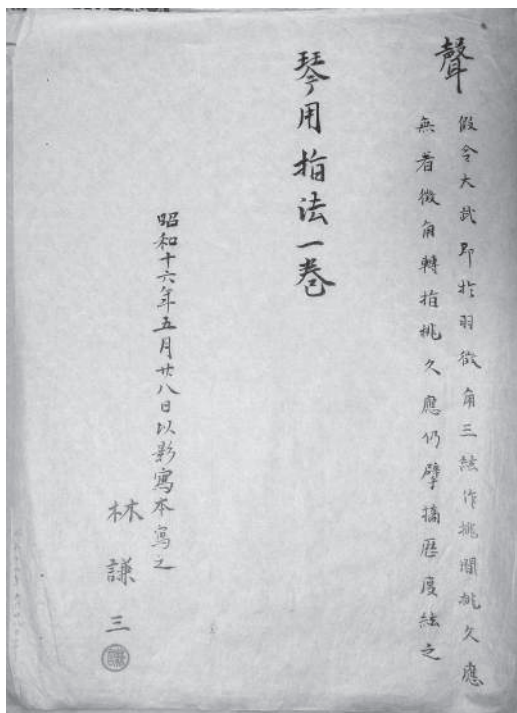 聲
假令大即於羽徵角三絃作挑間挑久應
無着徵角轉指挑久應仍擘摘歷度絃之
琴用指法一巻
昭和十六年五月廿八日以影寫本寫之
林謙三